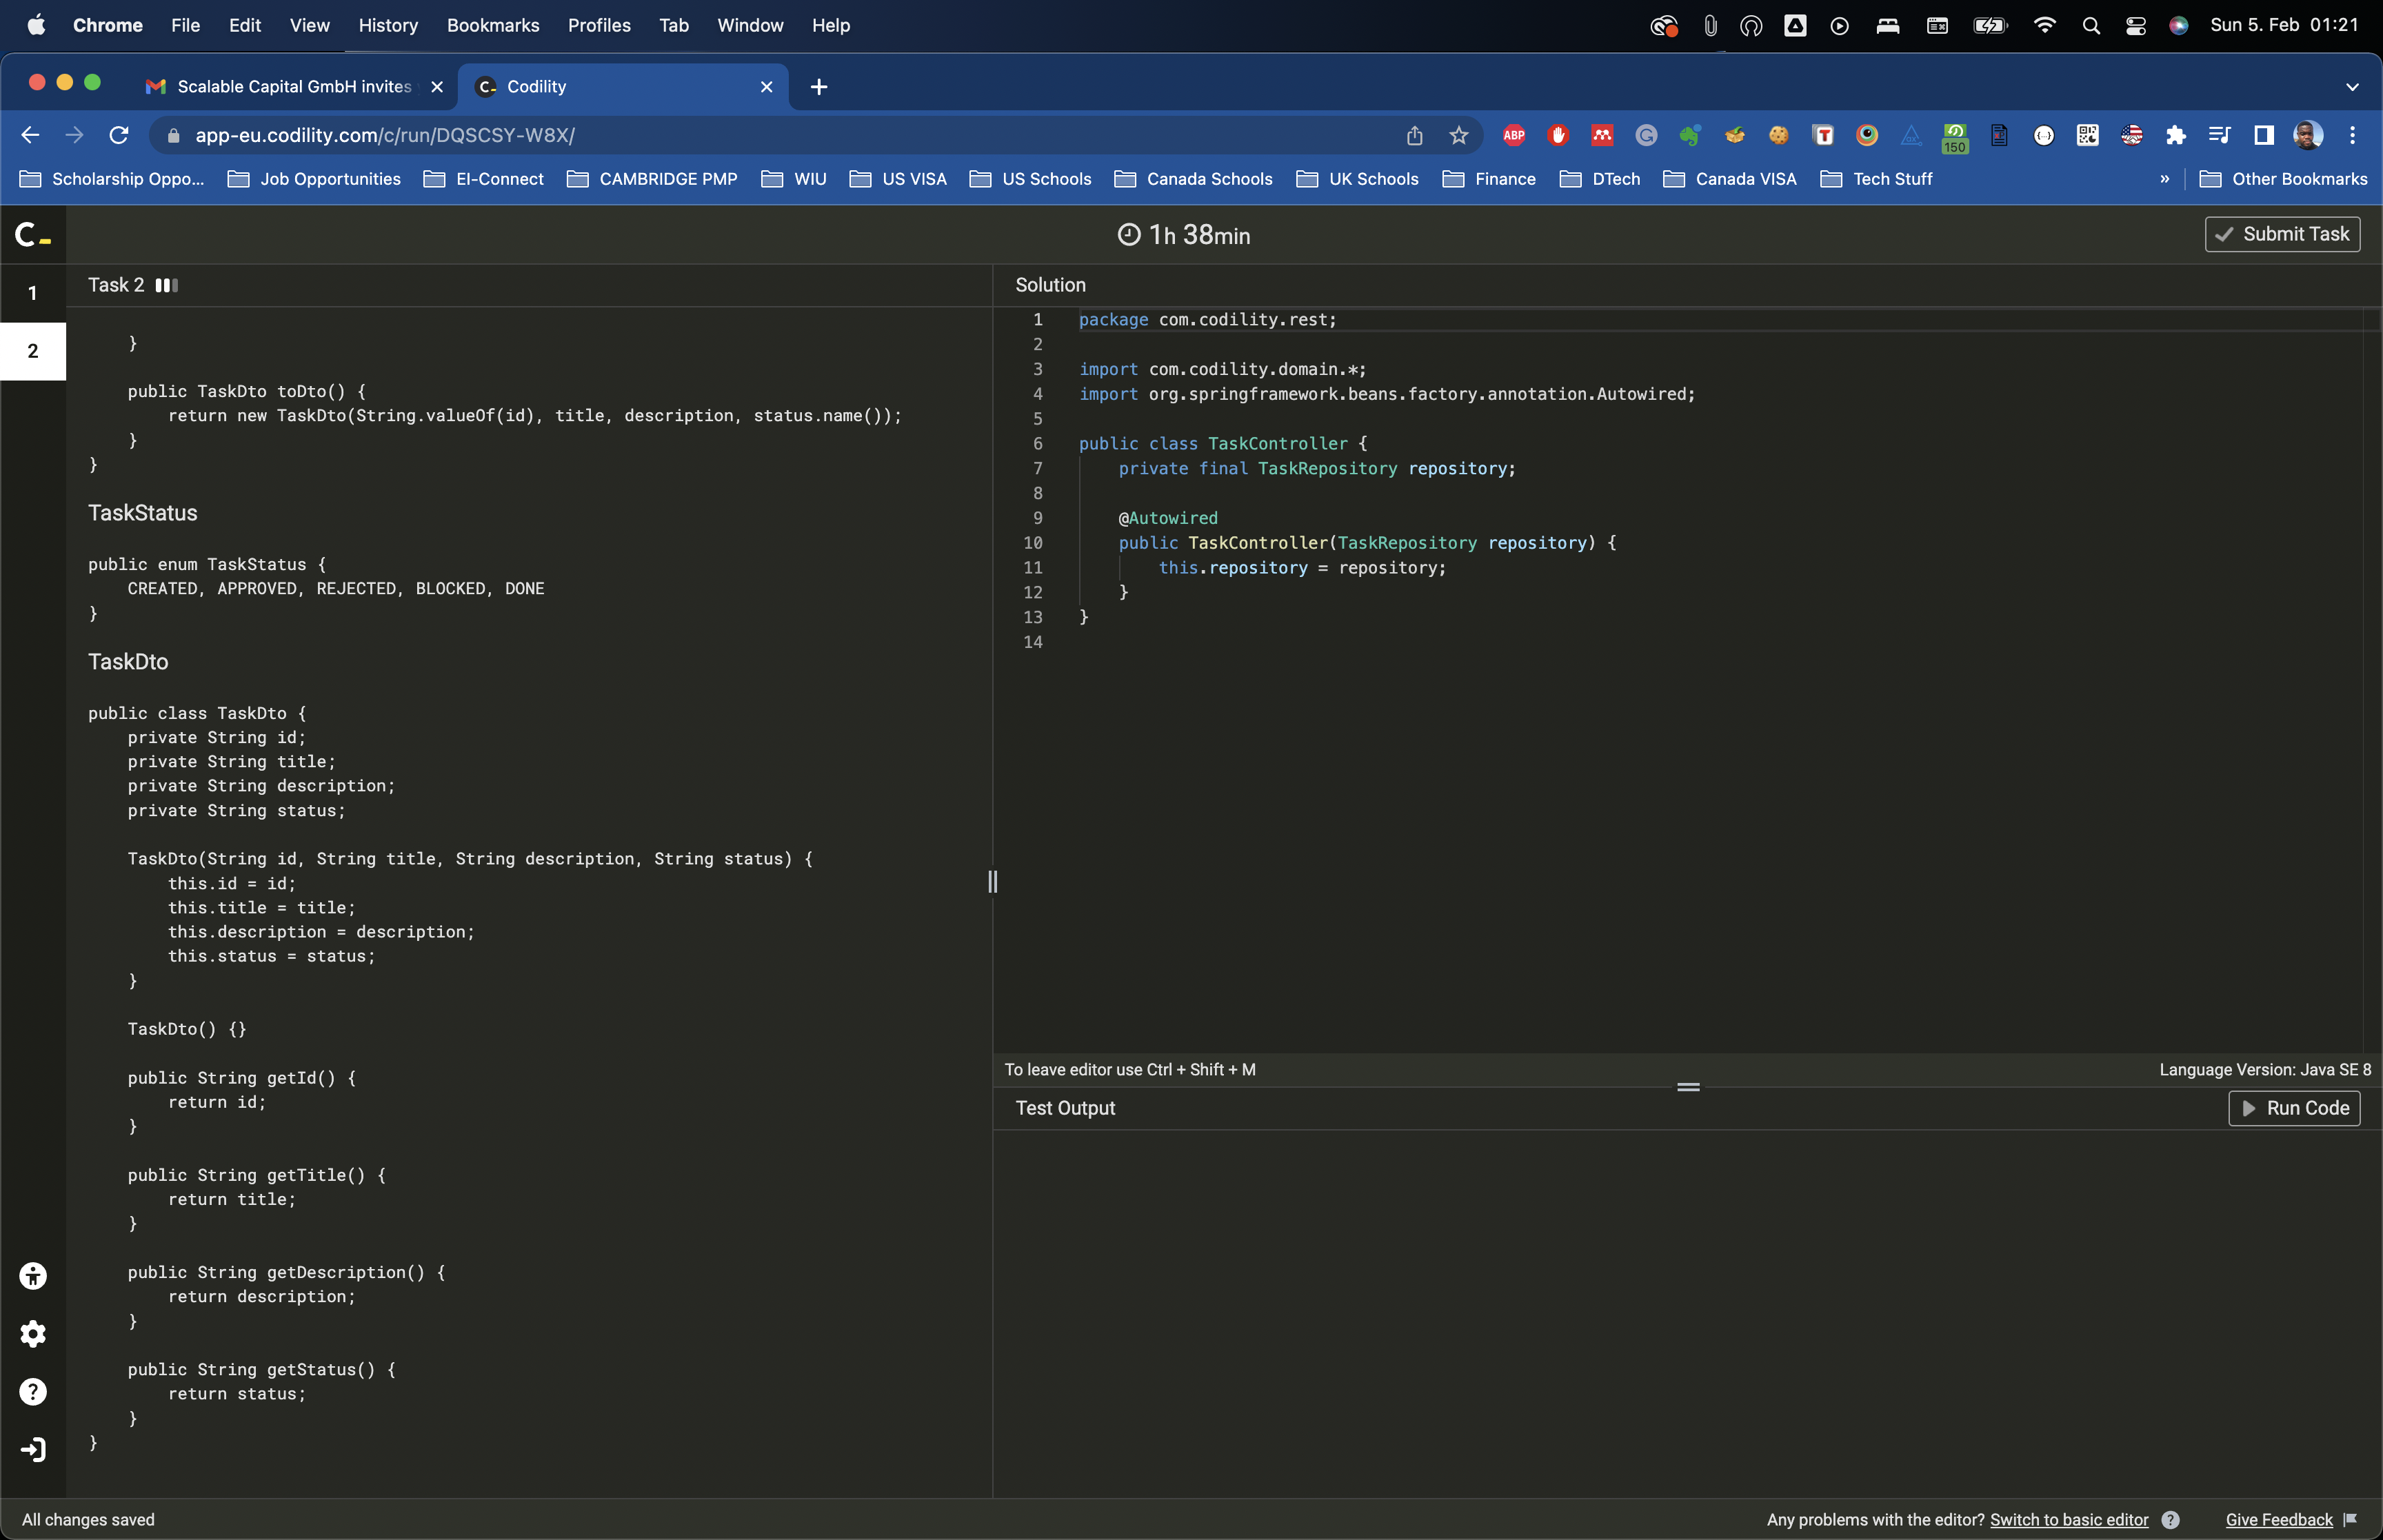 Chrome File Edit View History Bookmarks Profiles Tab Window Help Sun 5. Feb 01:21
Scalable Capital GmbH invites
C- Codility
app-eu.codility.com/c/run/DQSCSY-W8X/
ABP
150
Scholarship Oppo... Job Opportunities EI-Connect CAMBRIDGE PMP WIU US VISA US Schools Canada Schools UK Schools Finance DTech Canada VISA Tech Stuff » Other Bookmarks
C- 1h 38min Submit Task
1
2
Task 2
}
public TaskDto toDto() {
return new TaskDto(String.valueOf(id), title, description, status.name());
}
}
TaskStatus
public enum TaskStatus {
CREATED, APPROVED, REJECTED, BLOCKED, DONE
}
TaskDto
public class TaskDto {
private String id;
private String title;
private String description;
private String status;
TaskDto(String id, String title, String description, String status) {
this.id = id;
this.title = title;
this.description = description;
this.status = status;
}
TaskDto() {}
public String getId() {
return id;
}
public String getTitle() {
return title;
}
public String getDescription() {
return description;
}
public String getStatus() {
return status;
}
}
Solution
1 package com.codility.rest;
2
3 import com.codility.domain.*;
4 import org.springframework.beans.factory.annotation.Autowired;
5
6 public class TaskController {
7 private final TaskRepository repository;
8
9 @Autowired
10 public TaskController(TaskRepository repository) {
11 this.repository = repository;
12 }
13 }
14
To leave editor use Ctrl + Shift + M Language Version: Java SE 8
Test Output Run Code
All changes saved Any problems with the editor? Switch to basic editor ? Give Feedback